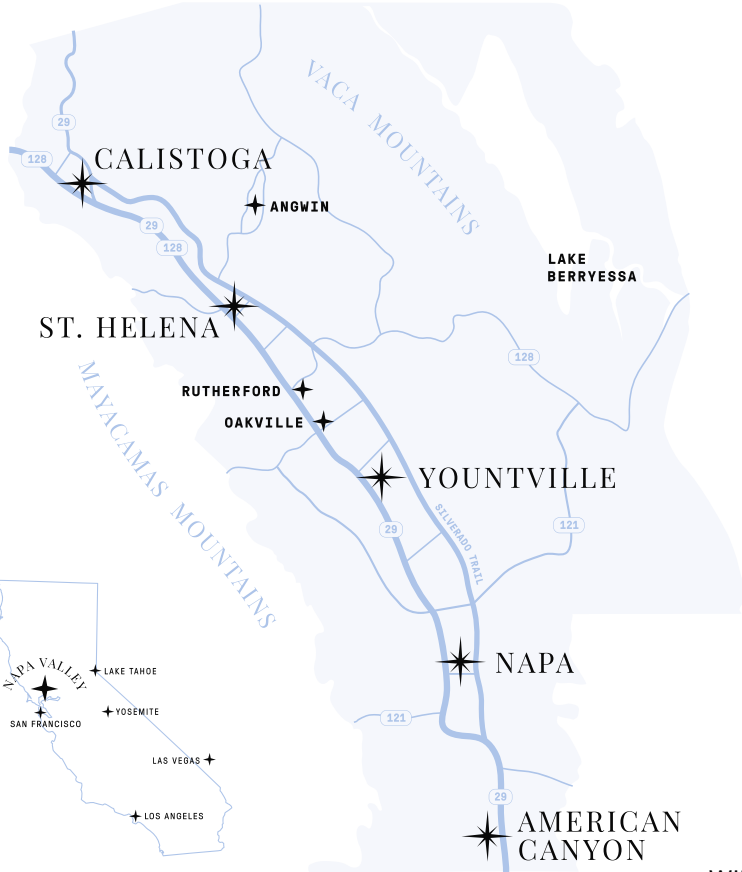 VACA MOUNTAINS
29
128
CALISTOGA
ANGWIN
29
128
LAKE
BERRYESSA
ST. HELENA
128
MAYACAMAS MOUNTAINS
RUTHERFORD
OAKVILLE
YOUNTVILLE
SILVERADO TRAIL
29
121
NAPA
NAPA VALLEY
LAKE TAHOE
SAN FRANCISCO
YOSEMITE
121
LAS VEGAS
29
LOS ANGELES
AMERICAN
CANYON